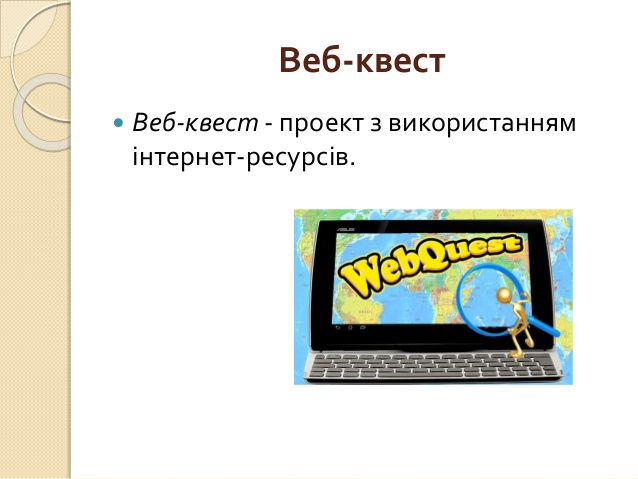 Веб-квест
Веб-квест - проект з використанням
інтернет-ресурсів.
ASUS
WebQuest